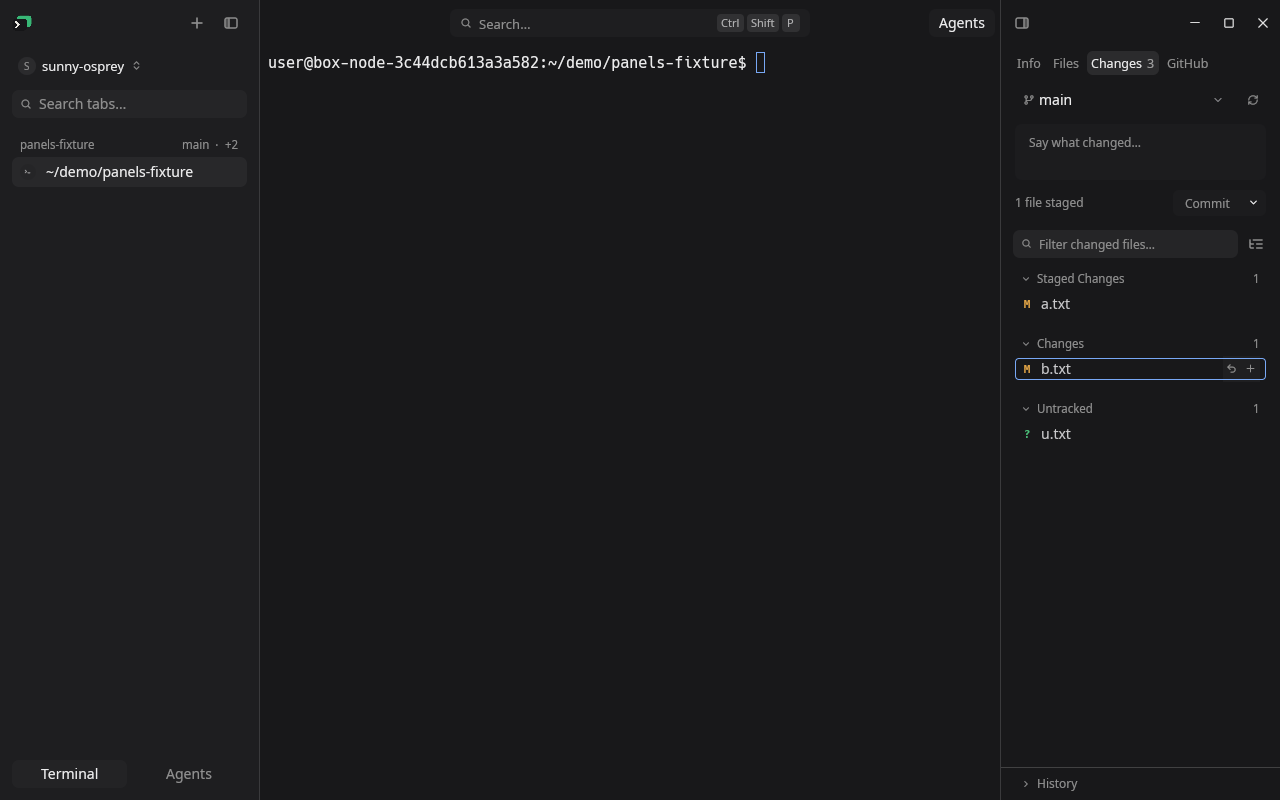 Search...
Ctrl Shift P
Agents
S sunny-osprey
Search tabs...
panels-fixture main · +2
~/demo/panels-fixture
Terminal Agents
user@box-node-3c44dcb613a3a582:~/demo/panels-fixture$
Info Files Changes 3 GitHub
main
Say what changed...
1 file staged Commit
Filter changed files...
Staged Changes 1
M a.txt
Changes 1
M b.txt
Untracked 1
? u.txt
History